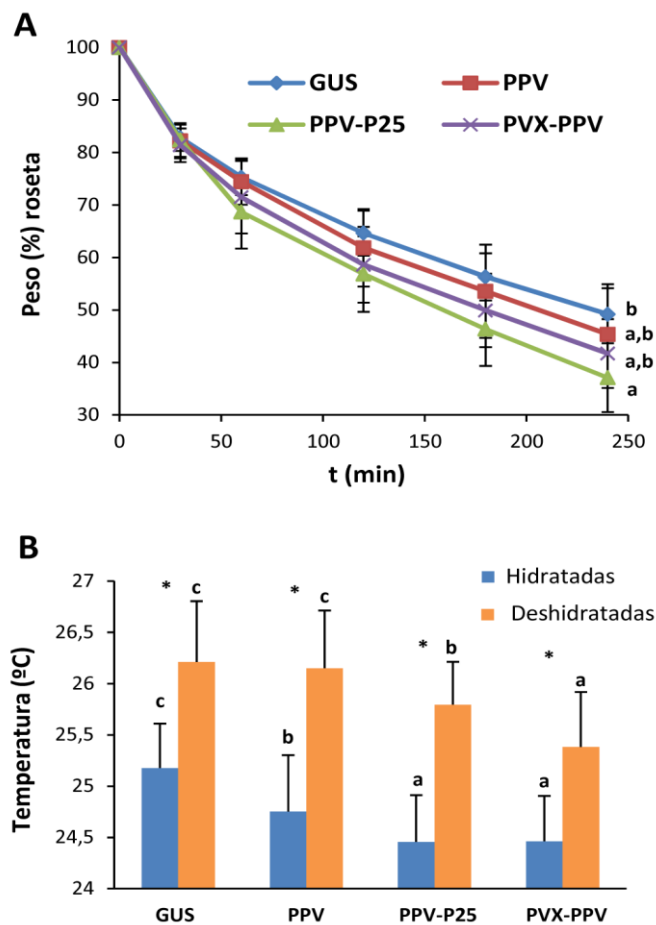 A
100
90
80
70
60
50
40
30
Peso (%) roseta
GUS PPV
PPV-P25 PVX-PPV
b
a,b
a,b
a
0 50 100 150 200 250
t (min)
B
27
26,5
26
25,5
25
24,5
24
Temperatura (ºC)
Hidratadas
Deshidratadas
* c * c * b * a
c b a a
GUS PPV PPV-P25 PVX-PPV